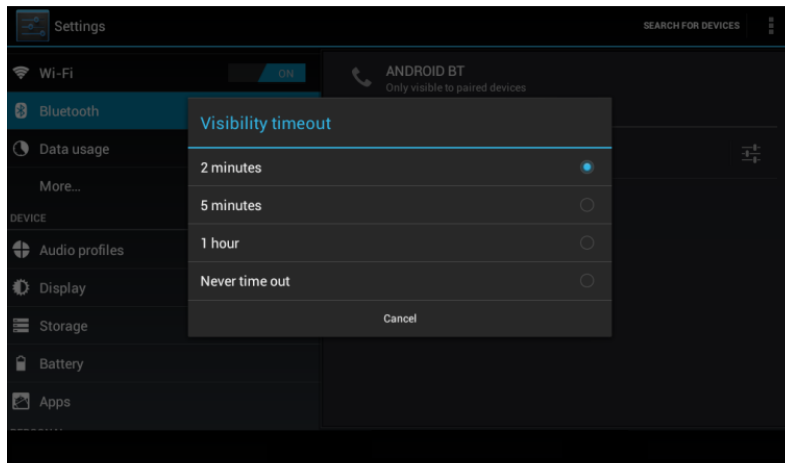 Settings
SEARCH FOR DEVICES
Wi-Fi
ON
ANDROID BT
Only visible to paired devices
Bluetooth
Data usage
More...
DEVICE
Audio profiles
Display
Storage
Battery
Apps
Visibility timeout
2 minutes
5 minutes
1 hour
Never time out
Cancel